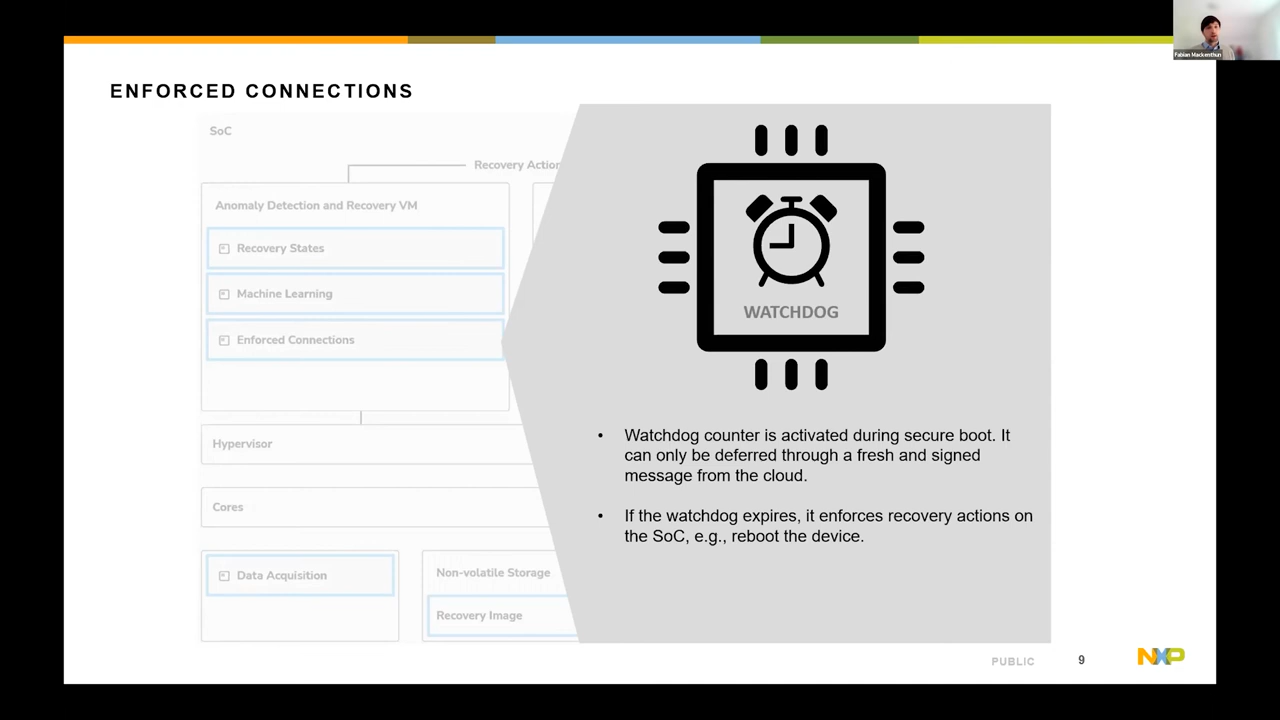 Fabian Mackenthun
ENFORCED CONNECTIONS
SoC
Recovery Action
Anomaly Detection and Recovery VM
Recovery States
Machine Learning
Enforced Connections
Hypervisor
Cores
Data Acquisition
Non-volatile Storage
Recovery Image
WATCHDOG
• Watchdog counter is activated during secure boot. It
can only be deferred through a fresh and signed
message from the cloud.
• If the watchdog expires, it enforces recovery actions on
the SoC, e.g., reboot the device.
PUBLIC
9
NXP